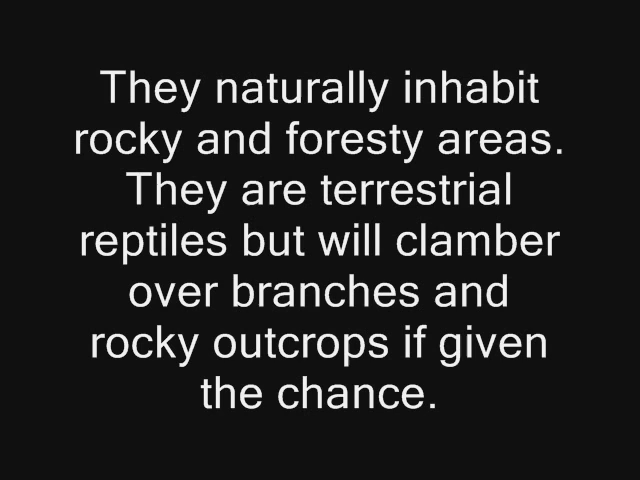 They naturally inhabit
rocky and foresty areas.
They are terrestrial
reptiles but will clamber
over branches and
rocky outcrops if given
the chance.